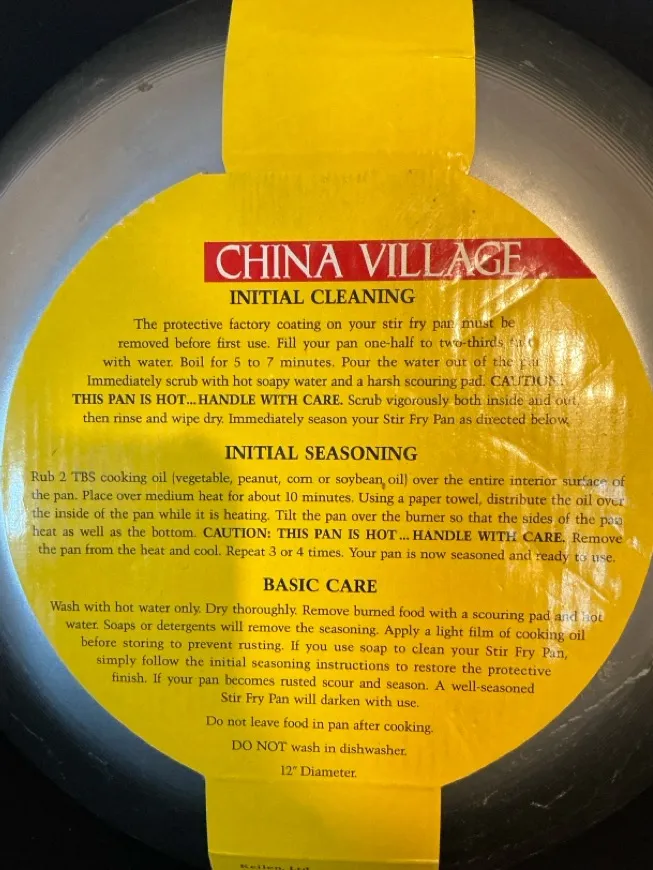 CHINA VILLAGE
INITIAL CLEANING
The protective factory coating on your stir fry pan must be
removed before first use. Fill your pan one-half to two-thirds
with water. Boil for 5 to 7 minutes. Pour the water out of the pan
Immediately scrub with hot soapy water and a harsh scouring pad. CAUTION:
THIS PAN IS HOT...HANDLE WITH CARE. Scrub vigorously both inside and out,
then rinse and wipe dry. Immediately season your Stir Fry Pan as directed below.
INITIAL SEASONING
Rub 2 TBS cooking oil (vegetable, peanut, corn or soybean oil) over the entire interior surface of
the pan. Place over medium heat for about 10 minutes. Using a paper towel, distribute the oil over
the inside of the pan while it is heating. Tilt the pan over the burner so that the sides of the pan
heat as well as the bottom. CAUTION: THIS PAN IS HOT...HANDLE WITH CARE. Remove
the pan from the heat and cool. Repeat 3 or 4 times. Your pan is now seasoned and ready to use.
BASIC CARE
Wash with hot water only. Dry thoroughly. Remove burned food with a scouring pad and hot
water. Soaps or detergents will remove the seasoning. Apply a light film of cooking oil
before storing to prevent rusting. If you use soap to clean your Stir Fry Pan,
simply follow the initial seasoning instructions to restore the protective
finish. If your pan becomes rusted scour and season. A well-seasoned
Stir Fry Pan will darken with use.
Do not leave food in pan after cooking.
DO NOT wash in dishwasher.
12" Diameter.